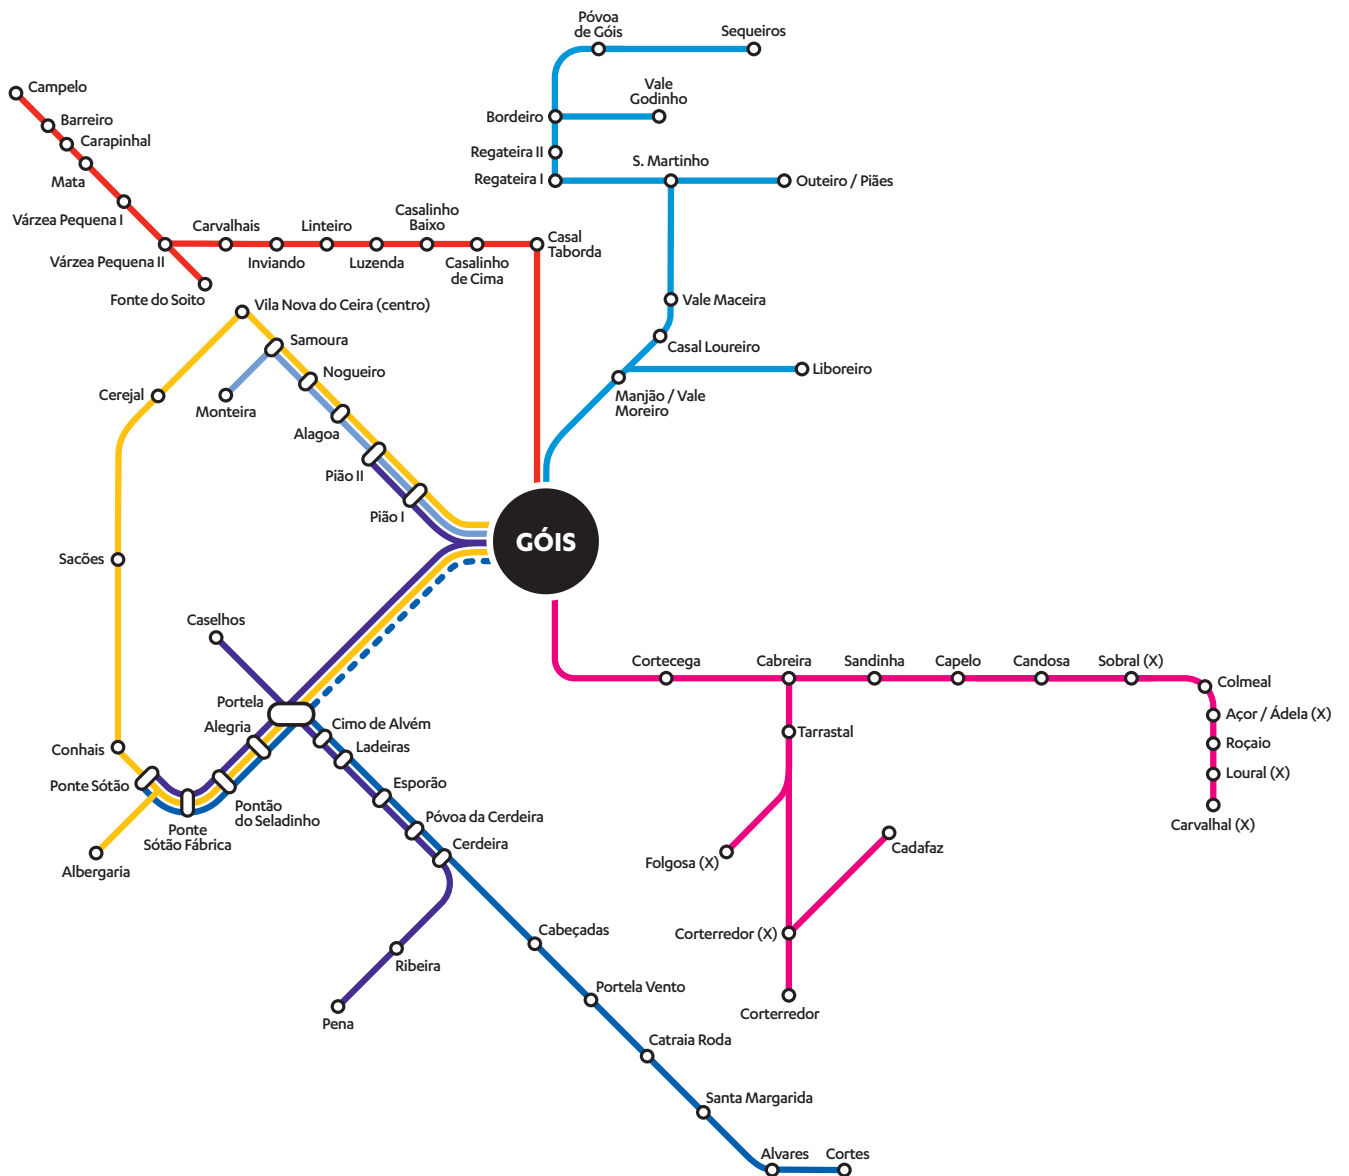 Póvoa
de Góis
Sequeiros
Campelo
Vale
Godinho
Barreiro
Bordeiro
Carapinhal
Regateira II
S. Martinho
Mata
Regateira I
Outeiro / Piães
Várzea Pequena I
Carvalhais
Linteiro
Casalinho
Baixo
Casal
Taborda
Várzea Pequena II
Inviando
Luzenda
Casalinho
de Cima
Fonte do Soito
Vila Nova do Ceira (centro)
Vale Maceira
Samoura
Casal Loureiro
Nogueiro
Liboreiro
Cerejal
Monteira
Manjão / Vale
Moreiro
Alagoa
Pião II
Pião I
GÓIS
Sacões
Caselhos
Cortecega
Cabreira
Sandinha
Capelo
Candosa
Sobral (X)
Colmeal
Portela
Açor / Ádela (X)
Alegria
Cimo de Alvém
Tarrastal
Conhais
Ladeiras
Roçaio
Ponte Sótão
Esporão
Loural (X)
Pontão
do Seladinho
Póvoa da Cerdeira
Carvalhal (X)
Ponte
Sótão Fábrica
Cerdeira
Cadafaz
Albergaria
Folgosa (X)
Cabeçadas
Corterredor (X)
Ribeira
Portela Vento
Corterredor
Pena
Catraia Roda
Santa Margarida
Alvares
Cortes